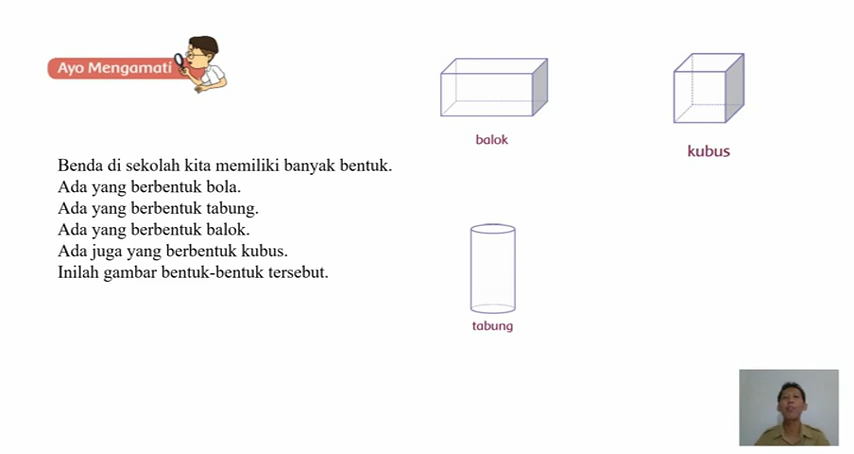 Ayo Mengamati
Benda di sekolah kita memiliki banyak bentuk.
Ada yang berbentuk bola.
Ada yang berbentuk tabung.
Ada yang berbentuk balok.
Ada juga yang berbentuk kubus.
Inilah gambar bentuk-bentuk tersebut.
balok
kubus
tabung